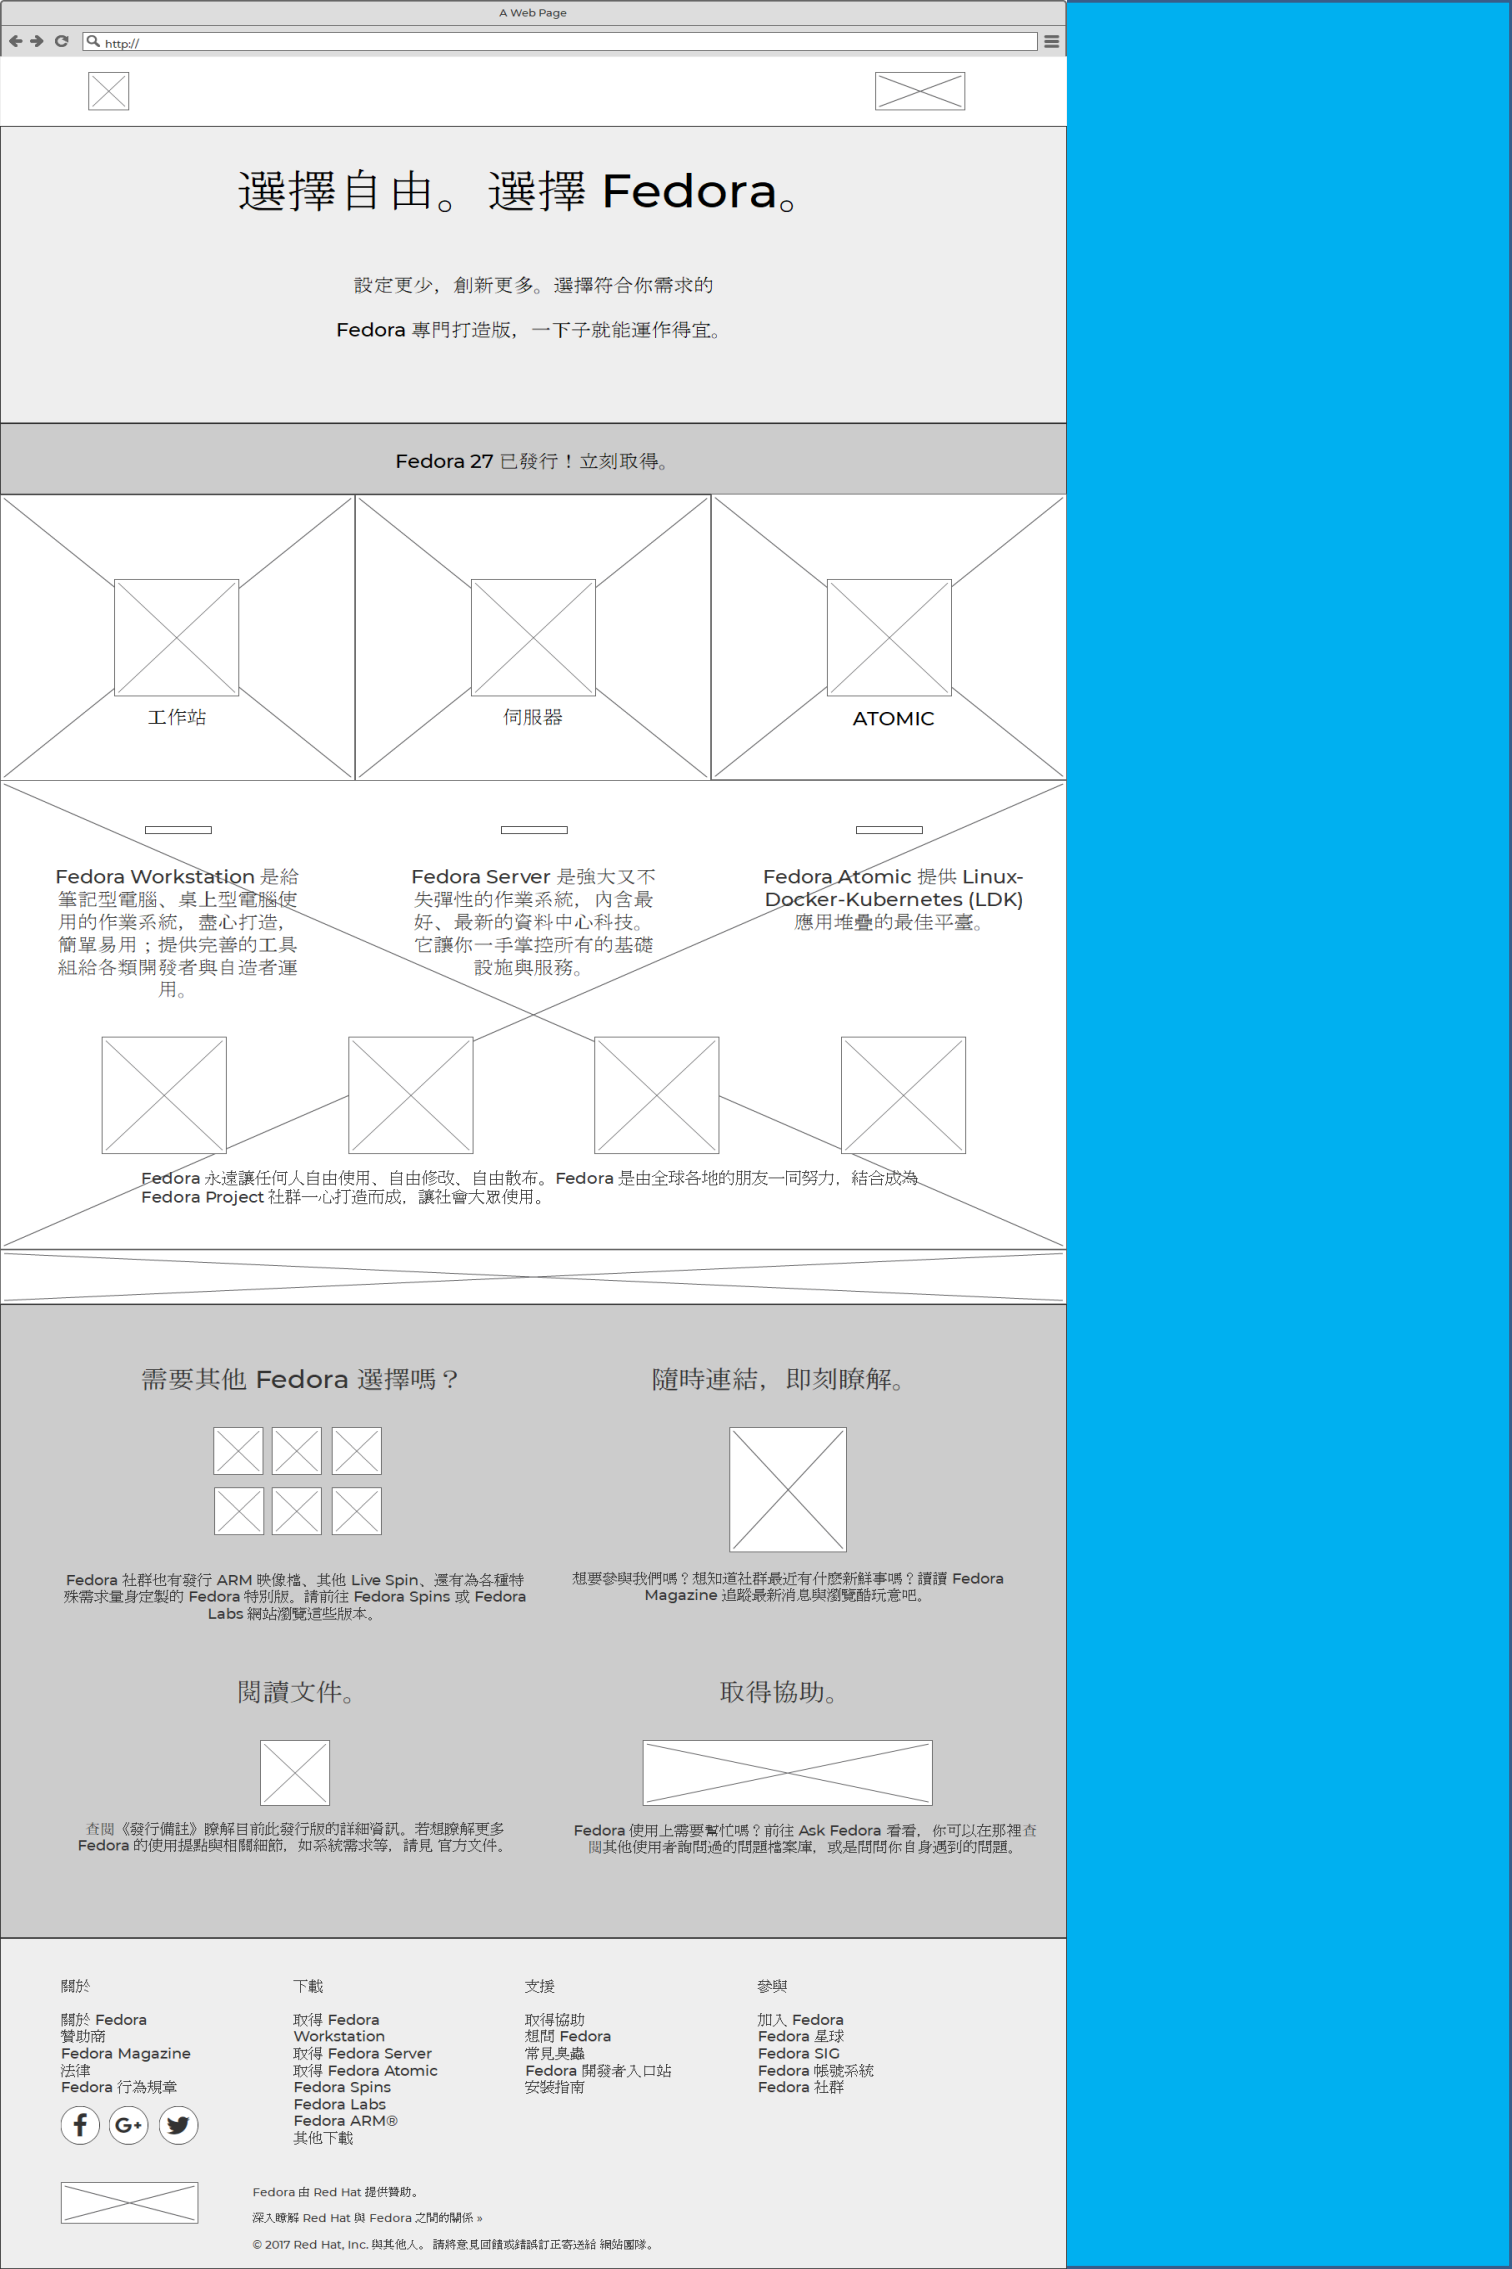 A Web Page
http://
選擇自由。選擇 Fedora。
設定更少，創新更多。選擇符合你需求的
Fedora 專門打造版，一下子就能運作得宜。
Fedora 27 已發行！立刻取得。
工作站
伺服器
ATOMIC
Fedora Workstation 是給
筆記型電腦、桌上型電腦使
用的作業系統，盡心打造，
簡單易用；提供完善的工具
組給各類開發者與自造者運
用。
Fedora Server 是強大又不
失彈性的作業系統，內含最
好、最新的資料中心科技。
它讓你一手掌控所有的基礎
設施與服務。
Fedora Atomic 提供 Linux-
Docker-Kubernetes (LDK)
應用堆疊的最佳平臺。
Fedora 永遠讓任何人自由使用、自由修改、自由散布。Fedora 是由全球各地的朋友一同努力，結合成為
Fedora Project 社群一心打造而成，讓社會大眾使用。
需要其他 Fedora 選擇嗎？
Fedora 社群也有發行 ARM 映像檔、其他 Live Spin、還有為各種特
殊需求量身定製的 Fedora 特別版。請前往 Fedora Spins 或 Fedora
Labs 網站瀏覽這些版本。
隨時連結，即刻瞭解。
想要參與我們嗎？想知道社群最近有什麼新鮮事嗎？讀讀 Fedora
Magazine 追蹤最新消息與瀏覽酷玩意吧。
閱讀文件。
查閱《發行備註》瞭解目前此發行版的詳細資訊。若想瞭解更多
Fedora 的使用提點與相關細節，如系統需求等，請見 官方文件。
取得協助。
Fedora 使用上需要幫忙嗎？前往 Ask Fedora 看看，你可以在那裡查
閱其他使用者詢問過的問題檔案庫，或是問問你自身遇到的問題。
關於
關於 Fedora
贊助商
Fedora Magazine
法律
Fedora 行為規章
下載
取得 Fedora
Workstation
取得 Fedora Server
取得 Fedora Atomic
Fedora Spins
Fedora Labs
Fedora ARM®
其他下載
支援
取得協助
想問 Fedora
常見臭蟲
Fedora 開發者入口站
安裝指南
參與
加入 Fedora
Fedora 星球
Fedora SIG
Fedora 帳號系統
Fedora 社群
Fedora 由 Red Hat 提供贊助。
深入瞭解 Red Hat 與 Fedora 之間的關係 »
© 2017 Red Hat, Inc. 與其他人。 請將意見回饋或錯誤訂正寄送給 網站團隊。